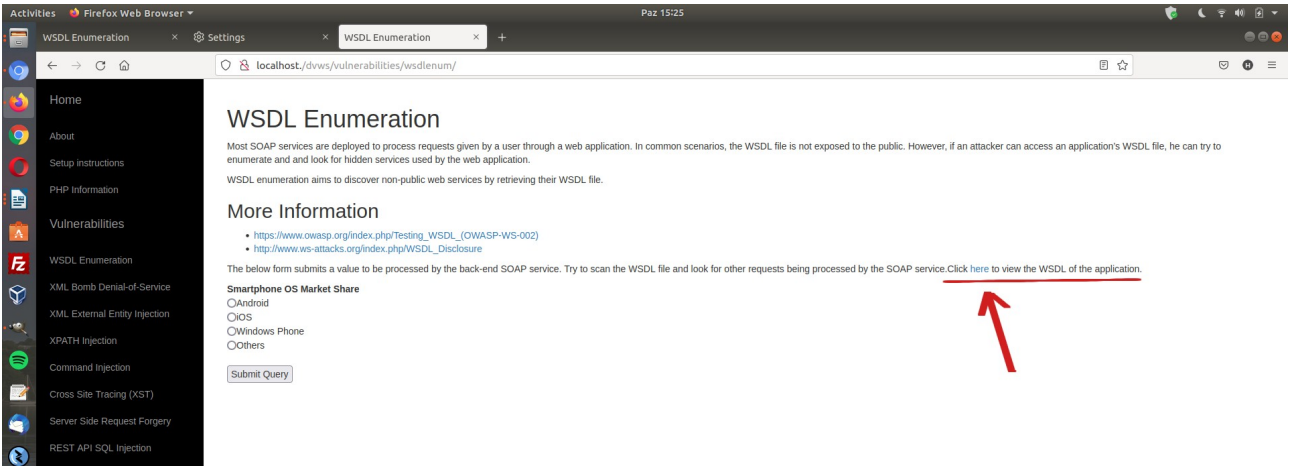 Activities Firefox Web Browser Paz 15:25
WSDL Enumeration Settings WSDL Enumeration
localhost./dvws/vulnerabilities/wsdlenum/
Home
About
Setup instructions
PHP Information
Vulnerabilities
WSDL Enumeration
XML Bomb Denial-of-Service
XML External Entity Injection
XPATH Injection
Command Injection
Cross Site Tracing (XST)
Server Side Request Forgery
REST API SQL Injection
WSDL Enumeration
Most SOAP services are deployed to process requests given by a user through a web application. In common scenarios, the WSDL file is not exposed to the public. However, if an attacker can access an application's WSDL file, he can try to
enumerate and and look for hidden services used by the web application.
WSDL enumeration aims to discover non-public web services by retrieving their WSDL file.
More Information
• https://www.owasp.org/index.php/Testing_WSDL_(OWASP-WS-002)
• http://www.ws-attacks.org/index.php/WSDL_Disclosure
The below form submits a value to be processed by the back-end SOAP service. Try to scan the WSDL file and look for other requests being processed by the SOAP service.Click here to view the WSDL of the application.
Smartphone OS Market Share
Android
iOS
Windows Phone
Others
Submit Query